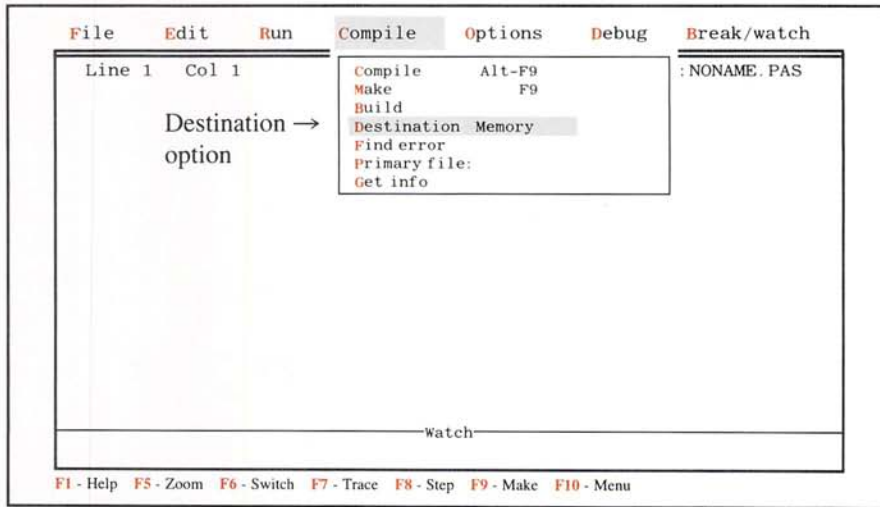 File Edit Run Compile Options Debug Break/watch
Line 1 Col 1 :NONAME.PAS
Compile Alt-F9
Make F9
Build
Destination → option
Destination Memory
Find error
Primary file:
Get info
Watch
F1 - Help F5 - Zoom F6 - Switch F7 - Trace F8 - Step F9 - Make F10 - Menu